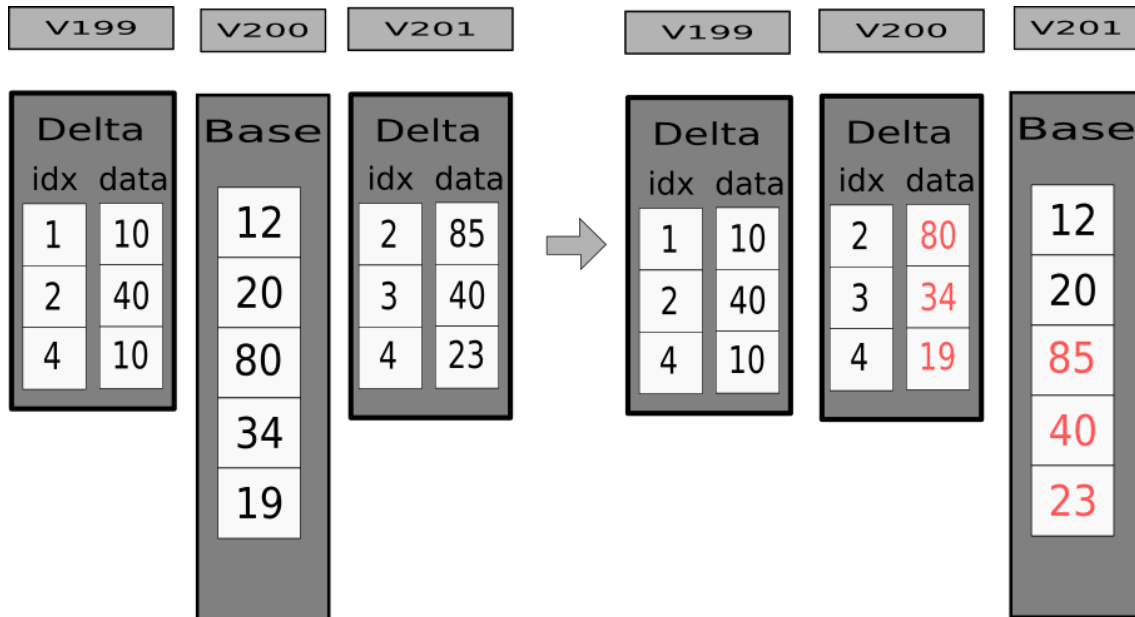 V199 V200 V201 V199 V200 V201
Delta Base Delta Delta Delta Base
idx data idx data idx data idx data
1 10 12 2 85 1 10 2 80 12
2 40 20 3 40 2 40 3 34 20
4 10 80 4 23 4 10 4 19 85
34 40
19 23